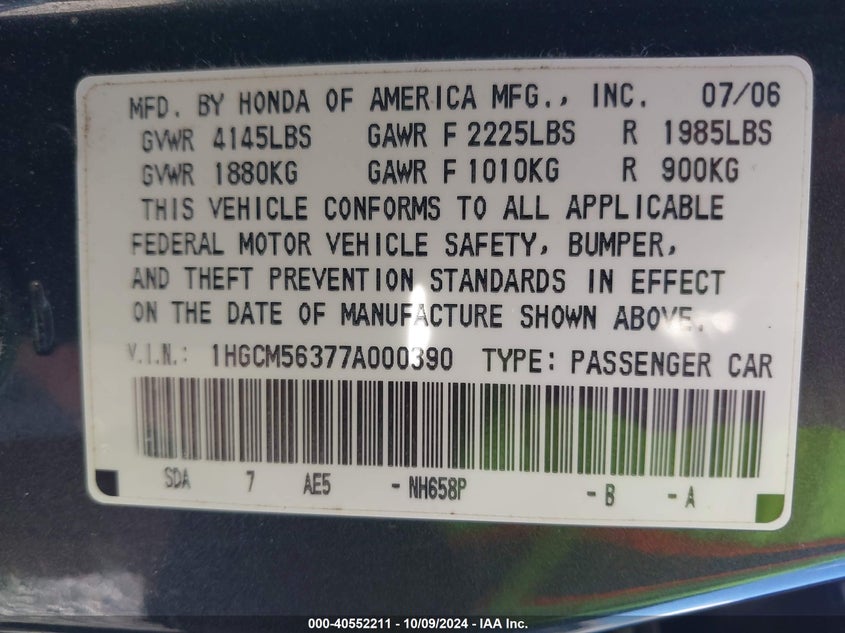 MFD. BY HONDA OF AMERICA MFG., INC. 07/06
GVWR 4145LBS GAWR F 2225LBS R 1985LBS
GVWR 1880KG GAWR F 1010KG R 900KG
THIS VEHICLE CONFORMS TO ALL APPLICABLE
FEDERAL MOTOR VEHICLE SAFETY, BUMPER,
AND THEFT PREVENTION STANDARDS IN EFFECT
ON THE DATE OF MANUFACTURE SHOWN ABOVE.
V.I.N.: 1HGCM56377A000390 TYPE: PASSENGER CAR
SDA 7 AE5 - NH658P - B - A
000-40552211 - 10/09/2024 - IAA Inc.